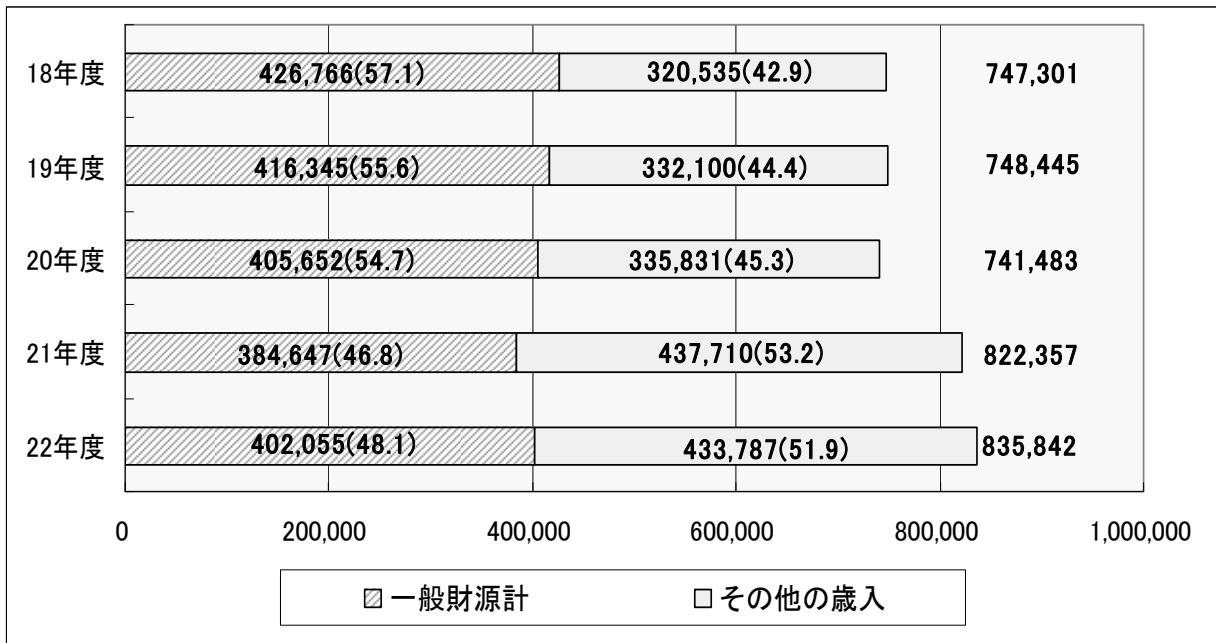 18年度 426,766(57.1) 320,535(42.9) 747,301
19年度 416,345(55.6) 332,100(44.4) 748,445
20年度 405,652(54.7) 335,831(45.3) 741,483
21年度 384,647(46.8) 437,710(53.2) 822,357
22年度 402,055(48.1) 433,787(51.9) 835,842
0 200,000 400,000 600,000 800,000 1,000,000
一般財源計 その他の歳入